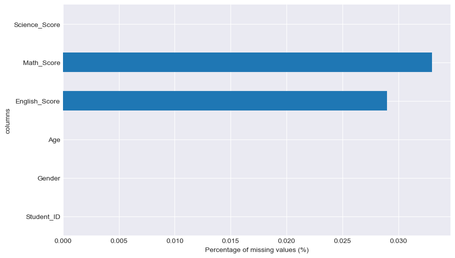 Science_Score
Math_Score
English_Score
Age
Gender
Student_ID
columns
0.000 0.005 0.010 0.015 0.020 0.025 0.030
Percentage of missing values (%)